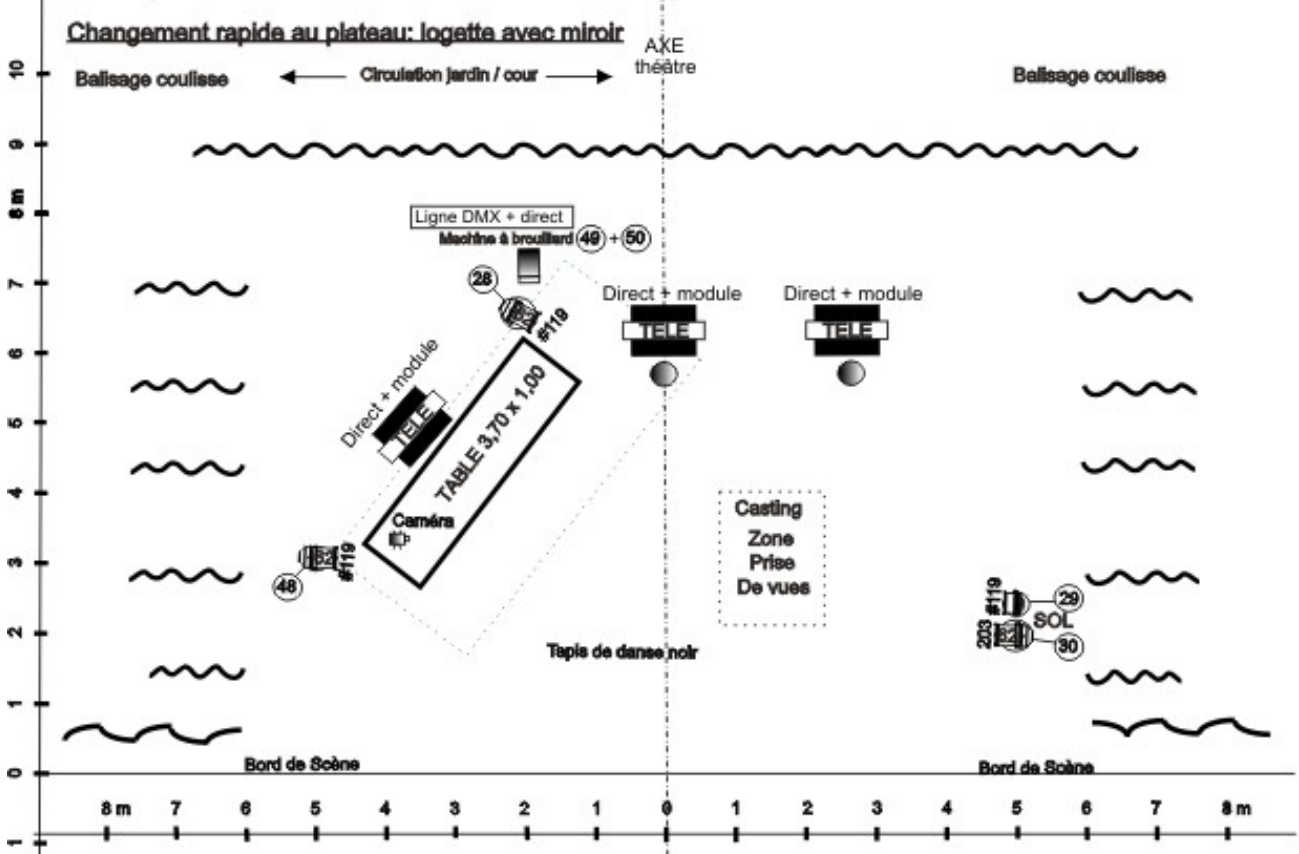 Changement rapide au plateau: logette avec miroir
AXE
théâtre
Balisage coulisse
Circulation jardin / cour
Balisage coulisse
10
9
8 m
7
6
5
4
3
2
1
0
1
Ligne DMX + direct
Machine à brouillard 49 + 50
28
#119
Direct + module
TELE
Direct + module
TELE
Direct + module
TELE
TABLE 3,70 x 1,00
Caméra
#119
48
Casting
Zone
Prise
De vues
#119
29
SOL
203
30
Tapis de danse noir
Bord de Scène
Bord de Scène
8 m 7 6 5 4 3 2 1 0 1 2 3 4 5 6 7 8 m